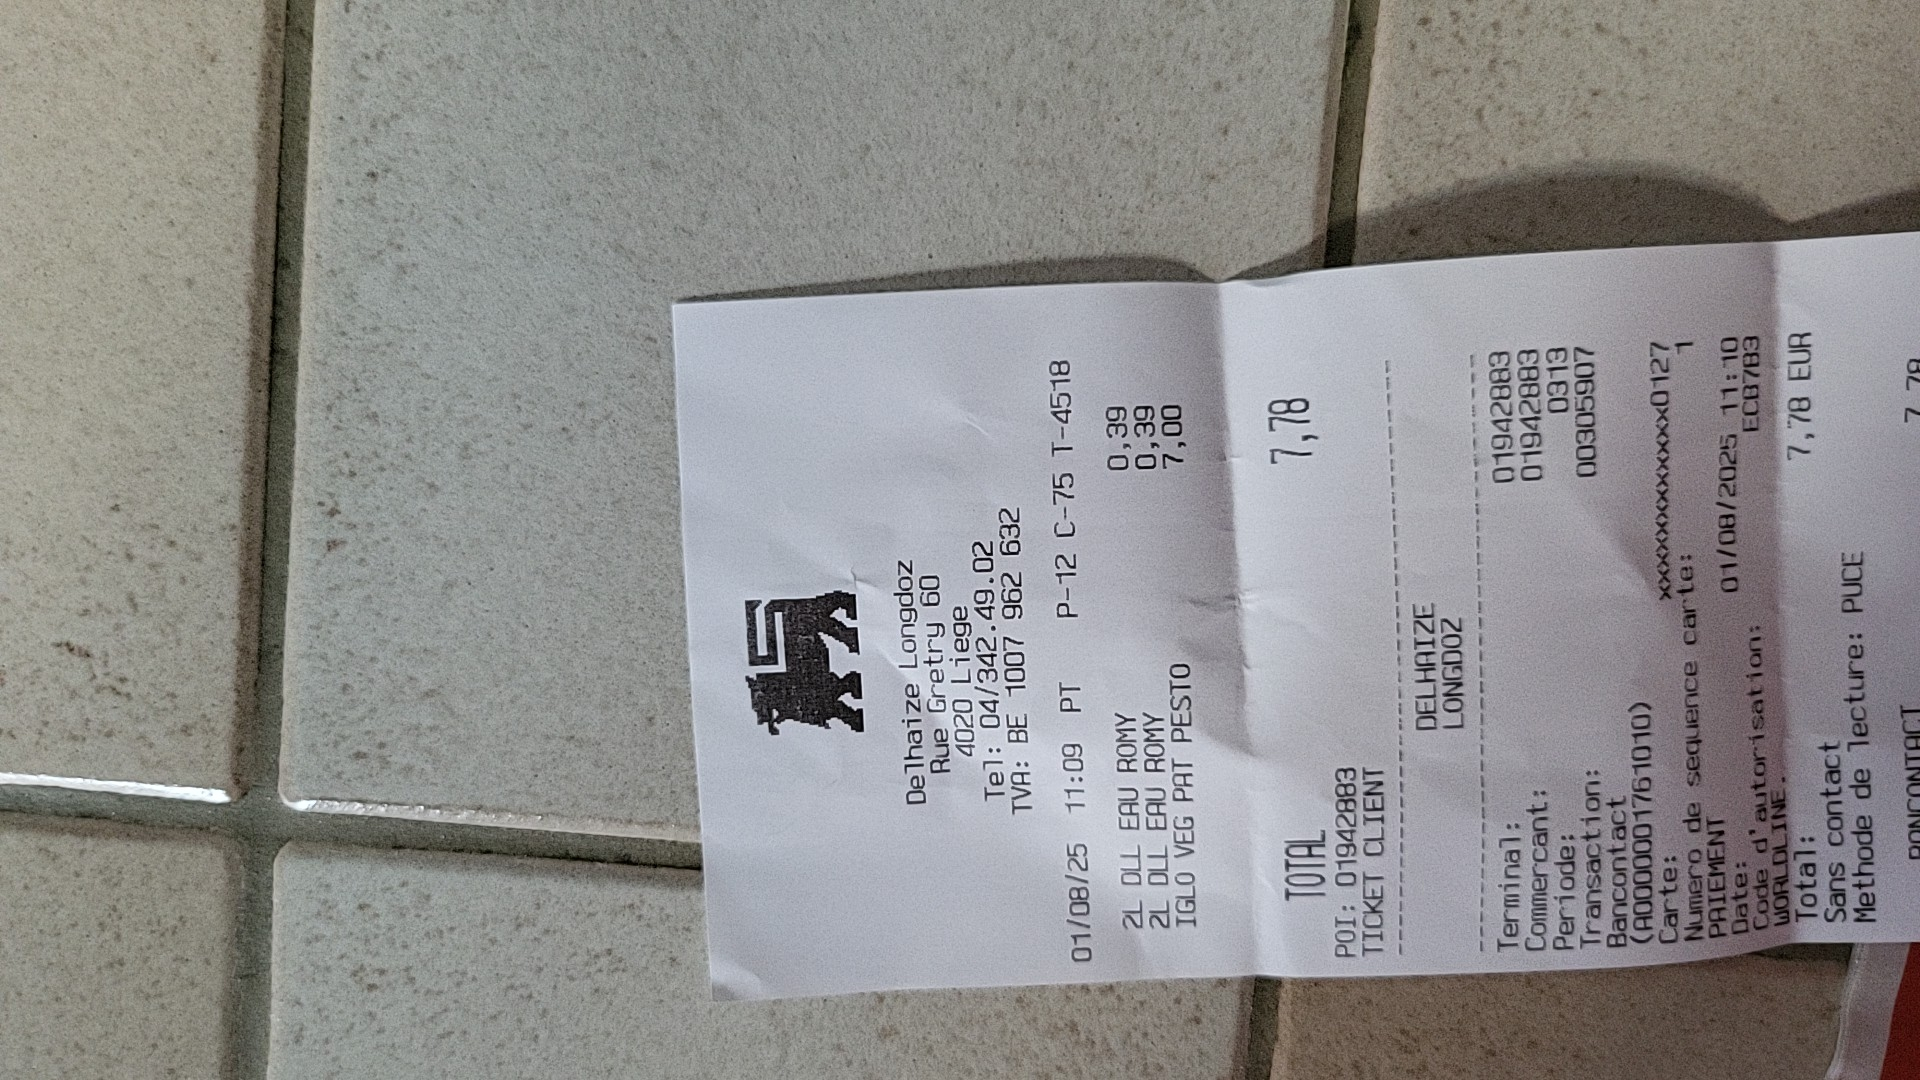 Delhaize Longdoz
Rue Gretry 60
4020 Liege
Tel: 04/342.49.02
TVA: BE 1007 962 632
01/08/25 11:09 PT P-12 C-75 T-4518
2L DLL EAU ROMY 0,39
2L DLL EAU ROMY 0,39
IGLO VEG PAT PESTO 7,00
TOTAL 7,78
POI: 01942883
TICKET CLIENT
DELHAIZE
LONGDOZ
Terminal: 01942883
Commercant: 01942883
Periode: 0313
Transaction: 00305907
Bancontact
(A0000001761010)
Carte: xxxxxxxxxxxxxxx0127
Numero de sequence carte: 1
PAIEMENT
Date: 01/08/2025 11:10
Code d'autorisation: ECB7B3
WORLDLINE.
Total: 7,78 EUR
Sans contact
Methode de lecture: PUCE
BANCONTACT 7,78